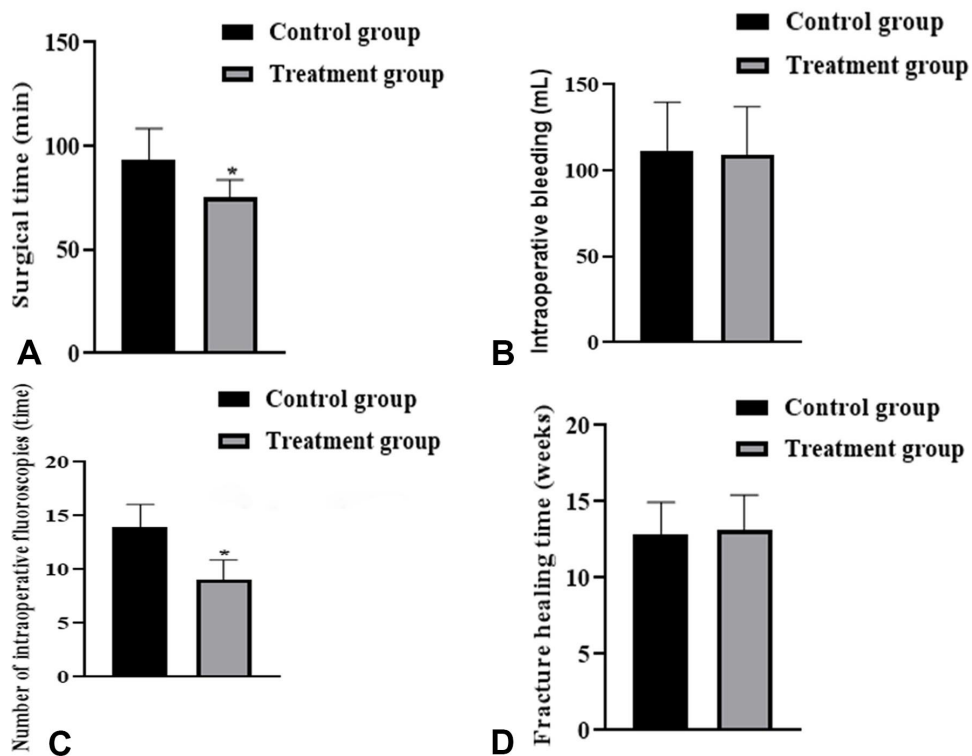 A
Control group
Treatment group
Surgical time (min)
150
100
50
0
*
B
Control group
Treatment group
Intraoperative bleeding (mL)
150
100
50
0
C
Control group
Treatment group
Number of intraoperative fluoroscopies (time)
20
15
10
5
0
*
D
Control group
Treatment group
Fracture healing time (weeks)
20
15
10
5
0